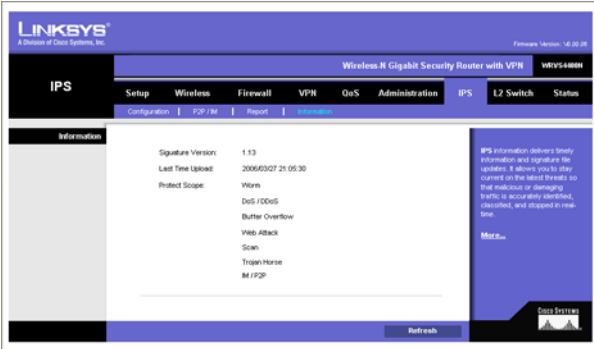 LINKSYS®
A Division of Cisco Systems, Inc.
Firmware Version: V0.00.08
Wireless-N Gigabit Security Router with VPN WRVS4400N
IPS
Setup Wireless Firewall VPN QoS Administration IPS L2 Switch Status
Configuration | P2P / IM | Report | Information
Information
Signature Version: 1.13
Last Time Upload: 2006/03/27 21:05:30
Protect Scope: Worm
DoS / DDoS
Butter Overflow
Web Attack
Scan
Trojan Horse
IM / P2P
IPS information delivers timely
information and signature file
updates. It allows you to stay
current on the latest threats so
that malicious or damaging
traffic is accurately identified,
classified, and stopped in real-
time.
More...
Refresh
CISCO SYSTEMS